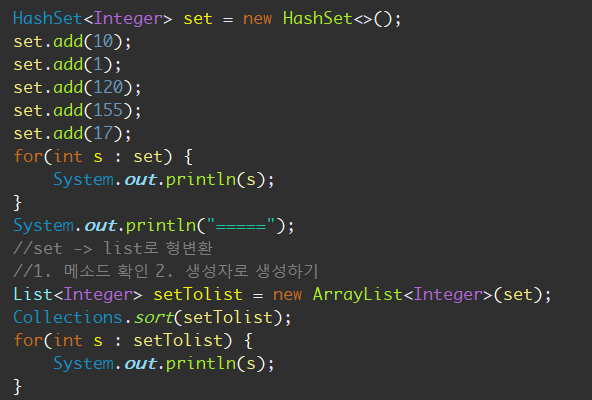 HashSet<Integer> set = new HashSet<>();
set.add(10);
set.add(1);
set.add(120);
set.add(155);
set.add(17);
for(int s : set) {
    System.out.println(s);
}
System.out.println("=====");
//set -> list로 형변환
//1. 메소드 확인 2. 생성자로 생성하기
List<Integer> setTolist = new ArrayList<Integer>(set);
Collections.sort(setTolist);
for(int s : setTolist) {
    System.out.println(s);
}